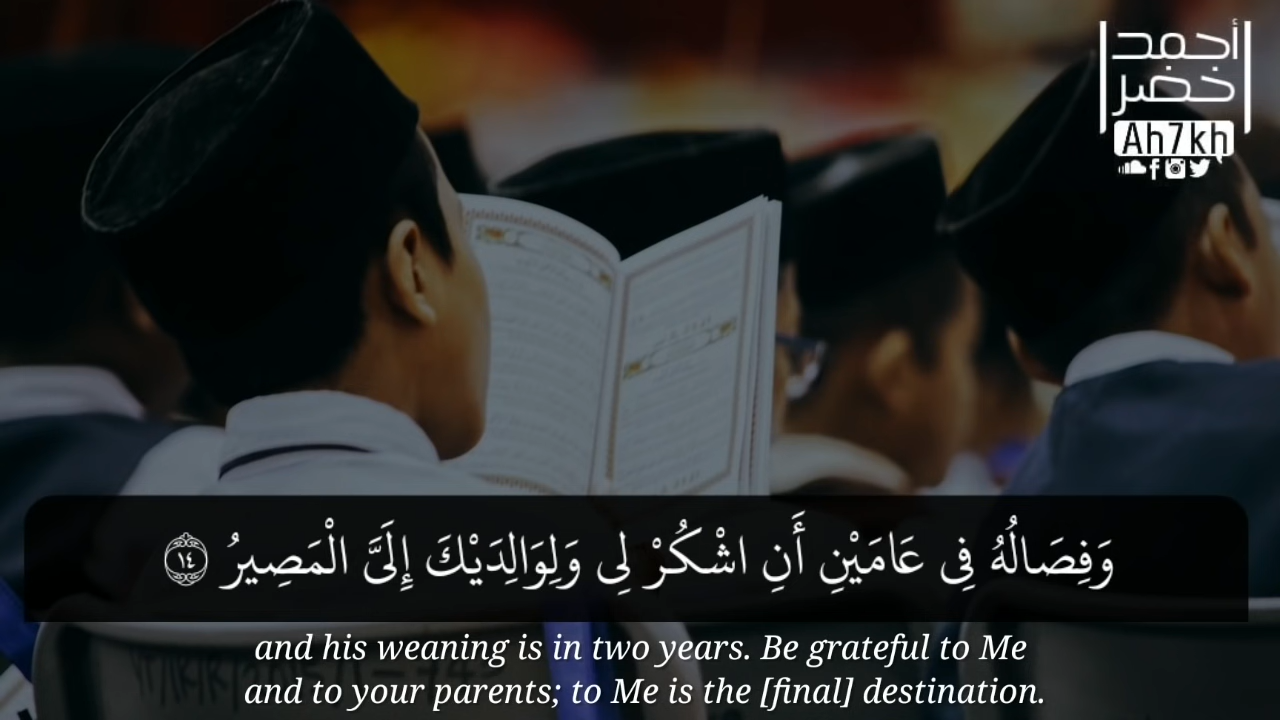 أحمد
خضر
Ah7kh
وَفِصَالُهُ فِى عَامَيْنِ أَنِ اشْكُرْ لِى وَلِوَالِدَيْكَ إِلَىَّ الْمَصِيرُ ١٤
and his weaning is in two years. Be grateful to Me
and to your parents; to Me is the [final] destination.